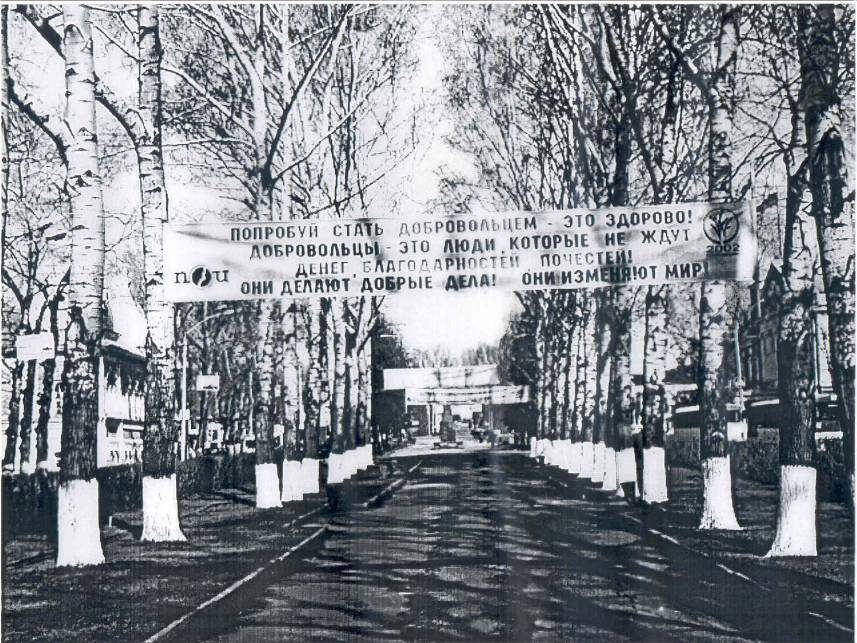 ПОПРОБУЙ СТАТЬ ДОБРОВОЛЬЦЕМ - ЭТО ЗДОРОВО!
ДОБРОВОЛЬЦЫ - ЭТО ЛЮДИ, КОТОРЫЕ НЕ ЖДУТ
ДЕНЕГ, БЛАГОДАРНОСТЕЙ ПОЧЕСТЕЙ!
ОНИ ДЕЛАЮТ ДОБРЫЕ ДЕЛА! ОНИ ИЗМЕНЯЮТ МИР!
2002